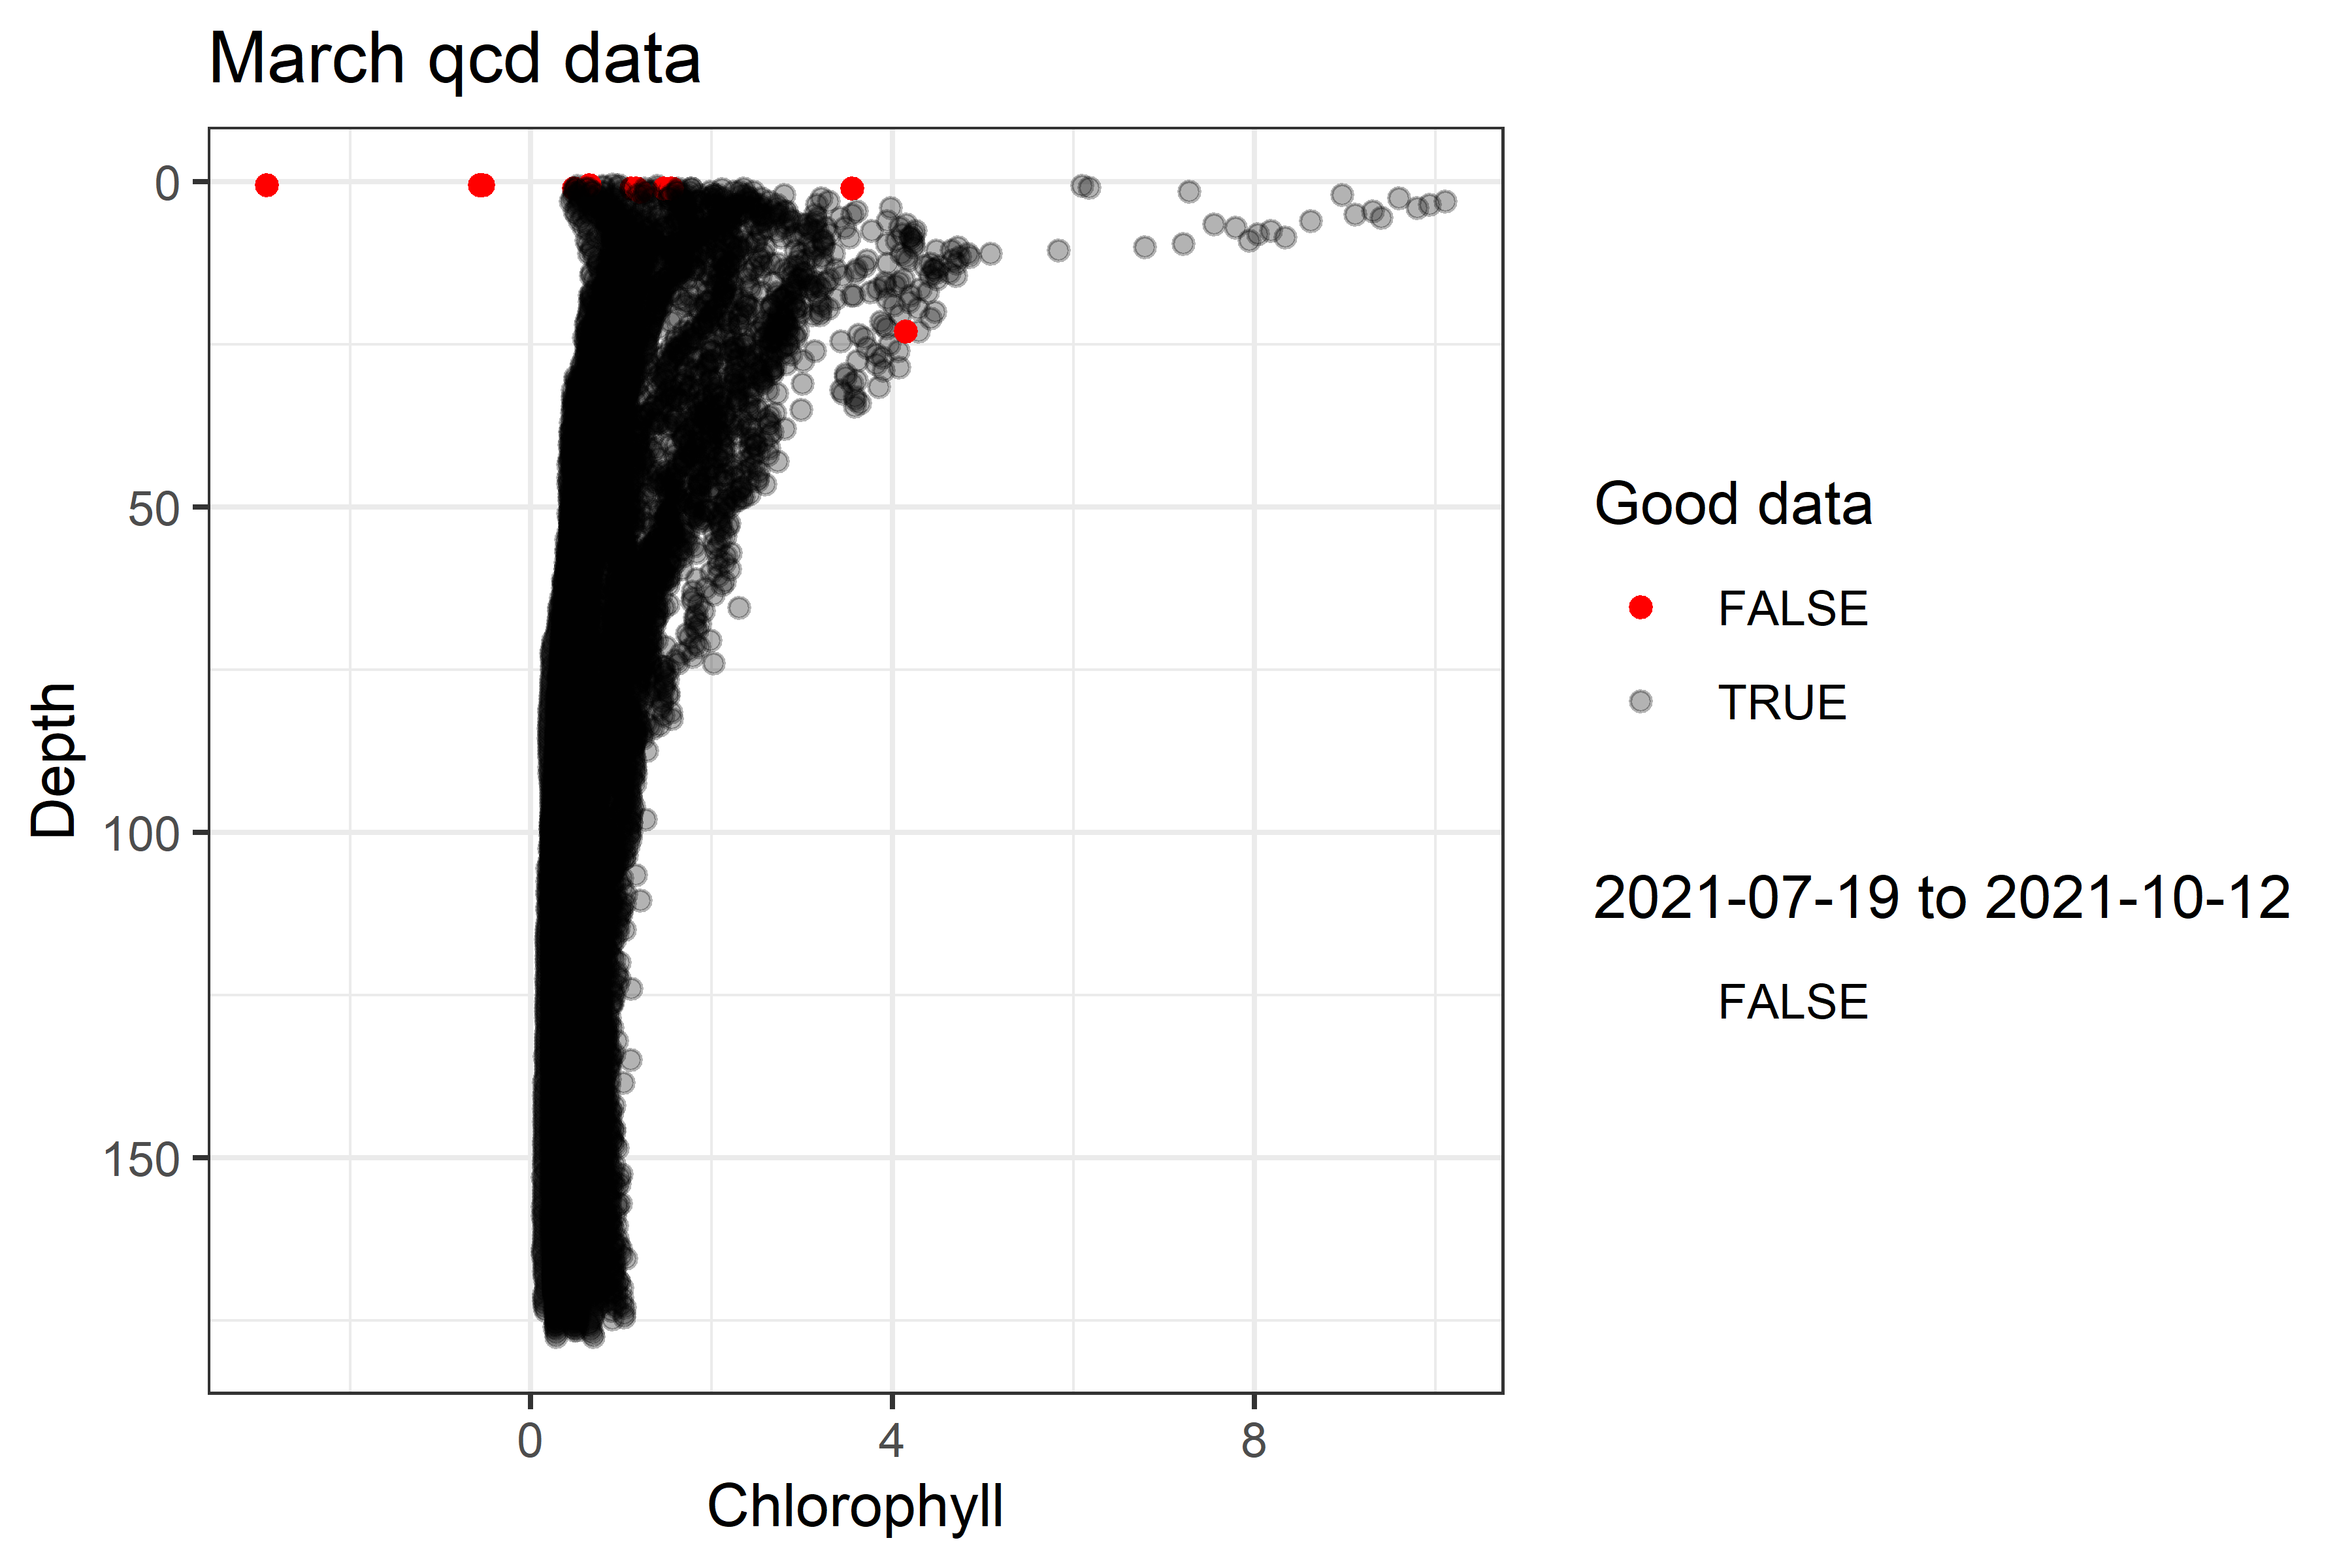 March qcd data
0
50
100
150
Depth
0
4
8
Chlorophyll
Good data
FALSE
TRUE
2021-07-19 to 2021-10-12
FALSE